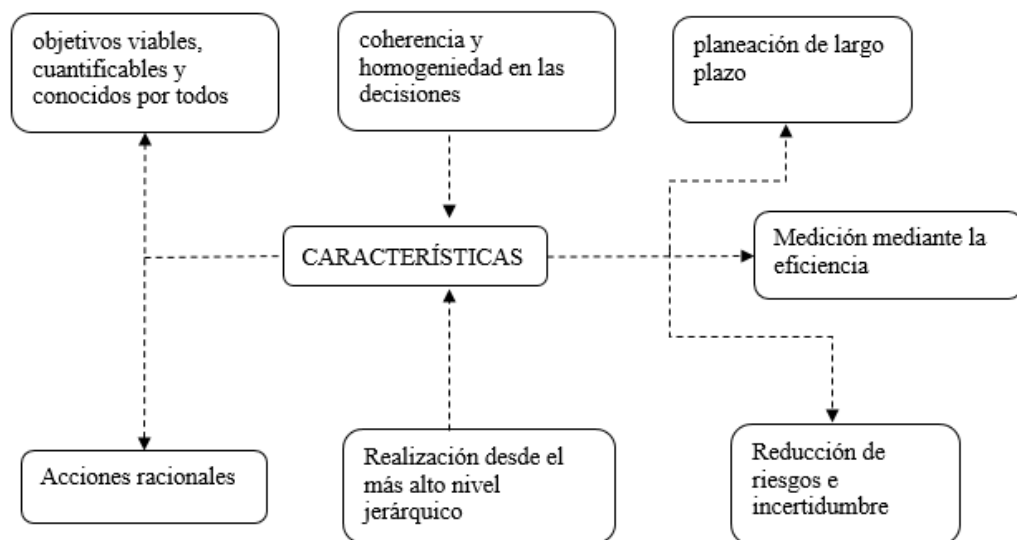 objetivos viables,
cuantificables y
conocidos por todos
coherencia y
homogeniedad en las
decisiones
planeación de largo
plazo
CARACTERÍSTICAS
Medición mediante la
eficiencia
Acciones racionales
Realización desde el
más alto nivel
jerárquico
Reducción de
riesgos e
incertidumbre